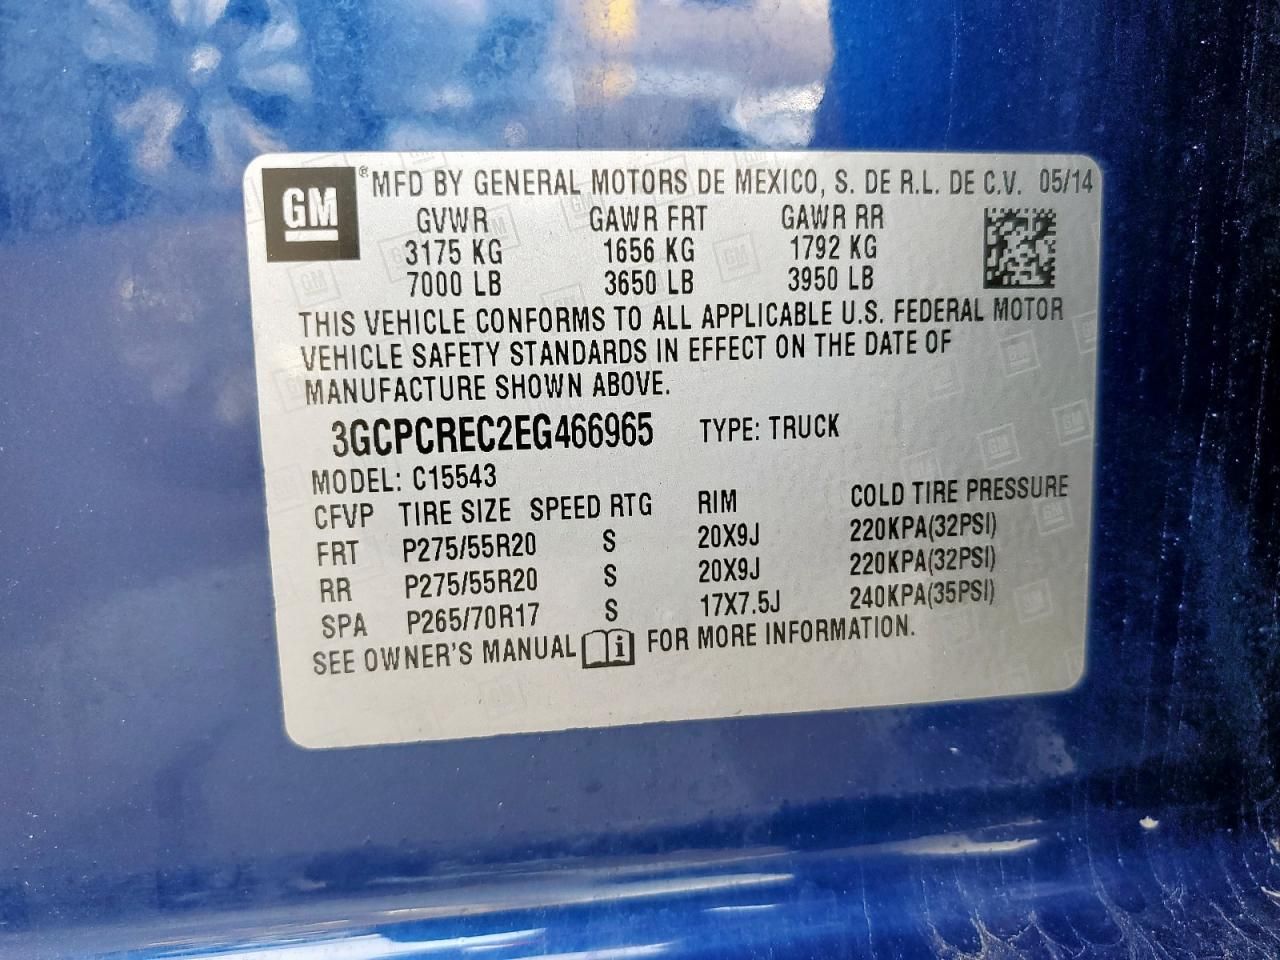 GM ® MFD BY GENERAL MOTORS DE MEXICO, S. DE R.L. DE C.V. 05/14
GVWR GAWR FRT GAWR RR
3175 KG 1656 KG 1792 KG
7000 LB 3650 LB 3950 LB
THIS VEHICLE CONFORMS TO ALL APPLICABLE U.S. FEDERAL MOTOR
VEHICLE SAFETY STANDARDS IN EFFECT ON THE DATE OF
MANUFACTURE SHOWN ABOVE.
3GCPCREC2EG466965 TYPE: TRUCK
MODEL: C15543
CFVP TIRE SIZE SPEED RTG RIM COLD TIRE PRESSURE
FRT P275/55R20 S 20X9J 220KPA(32PSI)
RR P275/55R20 S 20X9J 220KPA(32PSI)
SPA P265/70R17 S 17X7.5J 240KPA(35PSI)
SEE OWNER'S MANUAL i FOR MORE INFORMATION.